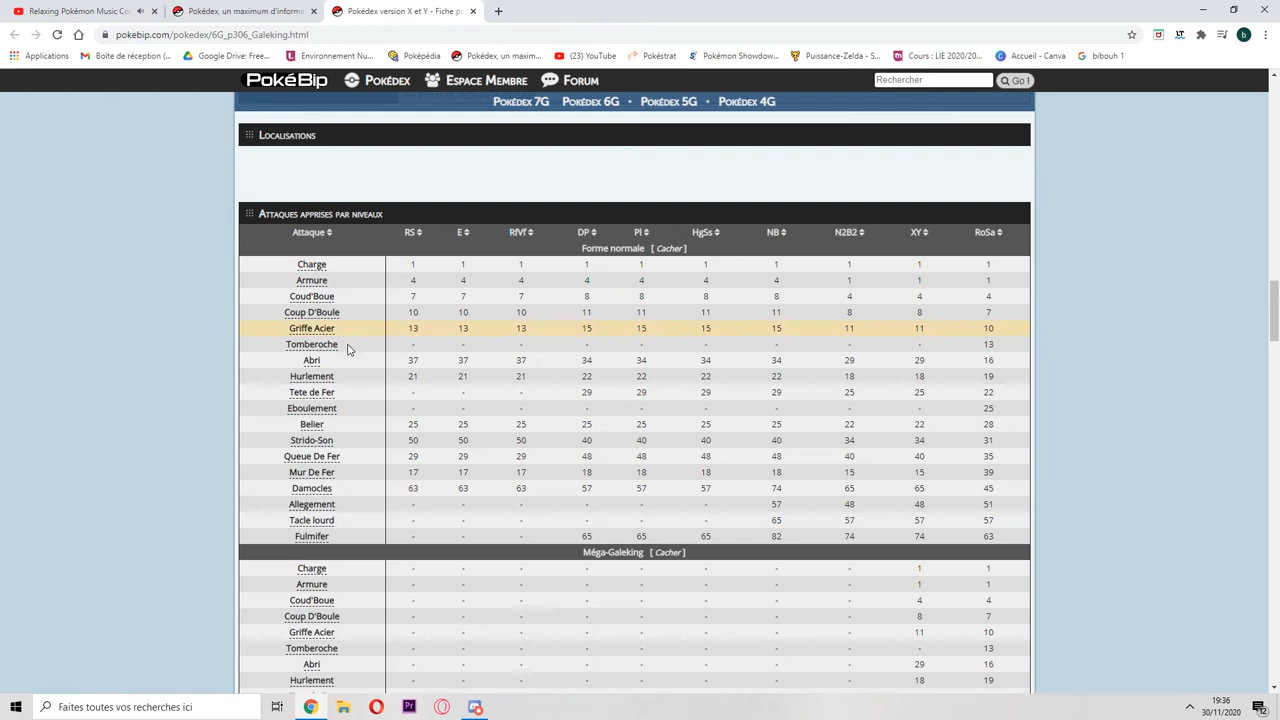 Relaxing Pokémon Music Co
Pokédex, un maximum d'informa
Pokédex version X et Y - Fiche po
pokebip.com/pokedex/6G_p306_Galeking.html
Applications
Boîte de réception (...
Google Drive: Free...
Environnement Nu...
Poképédia
Pokédex, un maxim...
(23) YouTube
Pokéstrat
Pokémon Showdow...
Puissance-Zelda - S...
Cours : LIE 2020/20...
Accueil - Canva
bibouh 1
PokéBip
Pokédex
Espace Membre
Forum
Rechercher
Go !
Pokédex 7G Pokédex 6G • Pokédex 5G • Pokédex 4G
Localisations
Attaques apprises par niveaux
Attaque RS E RfVf DP Pl HgSs NB N2B2 XY RoSa
Forme normale [ Cacher ]
Charge 1 1 1 1 1 1 1 1 1 1
Armure 4 4 4 4 4 4 4 1 1 1
Coud'Boue 7 7 7 8 8 8 8 4 4 4
Coup D'Boule 10 10 10 11 11 11 11 8 8 7
Griffe Acier 13 13 13 15 15 15 15 11 11 10
Tomberoche - - - - - - - - - 13
Abri 37 37 37 34 34 34 34 29 29 16
Hurlement 21 21 21 22 22 22 22 18 18 19
Tete de Fer - - - 29 29 29 29 25 25 22
Eboulement - - - - - - - - - 25
Belier 25 25 25 25 25 25 25 22 22 28
Strido-Son 50 50 50 40 40 40 40 34 34 31
Queue De Fer 29 29 29 48 48 48 48 40 40 35
Mur De Fer 17 17 17 18 18 18 18 15 15 39
Damocles 63 63 63 57 57 57 74 65 65 45
Allegement - - - - - - 57 48 48 51
Tacle lourd - - - - - - 65 57 57 57
Fulmifer - - - 65 65 65 82 74 74 63
Méga-Galeking [ Cacher ]
Charge - - - - - - - - 1 1
Armure - - - - - - - - 1 1
Coud'Boue - - - - - - - - 4 4
Coup D'Boule - - - - - - - - 8 7
Griffe Acier - - - - - - - - 11 10
Tomberoche - - - - - - - - - 13
Abri - - - - - - - - 29 16
Hurlement - - - - - - - - 18 19
Faites toutes vos recherches ici
19:36
30/11/2020
12